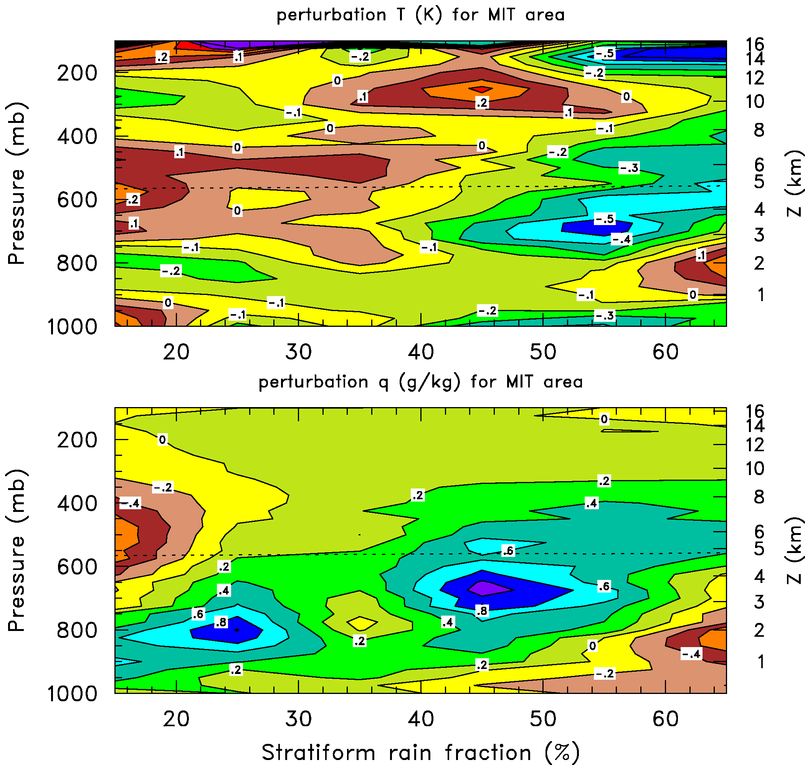 perturbation T (K) for MIT area
16
.2 .1 -.2 -.5 14
200 0 -.2 12
.1 .2 0 10
-.1 .1
400 0 -.1 8
.1 0 0 -.2
-.3 6
5
600 -.2 0 4
.1 -.5
-.4 3
-.1 -.1 .1
800 -.2 2
0 -.1 0 1
-.1 -.1 -.2 -.3
1000
20 30 40 50 60
Pressure (mb)
Z (km)
perturbation q (g/kg) for MIT area
16
0 14
200 0 12
10
-.2 .2 .2
400 -.4 .4 8
6
.6 5
600 .2
.4 .6 4
.6 .8 3
.8 .4
800 .2 0 2
.2 .2 -.4 1
-.2
1000
20 30 40 50 60
Pressure (mb)
Z (km)
Stratiform rain fraction (%)